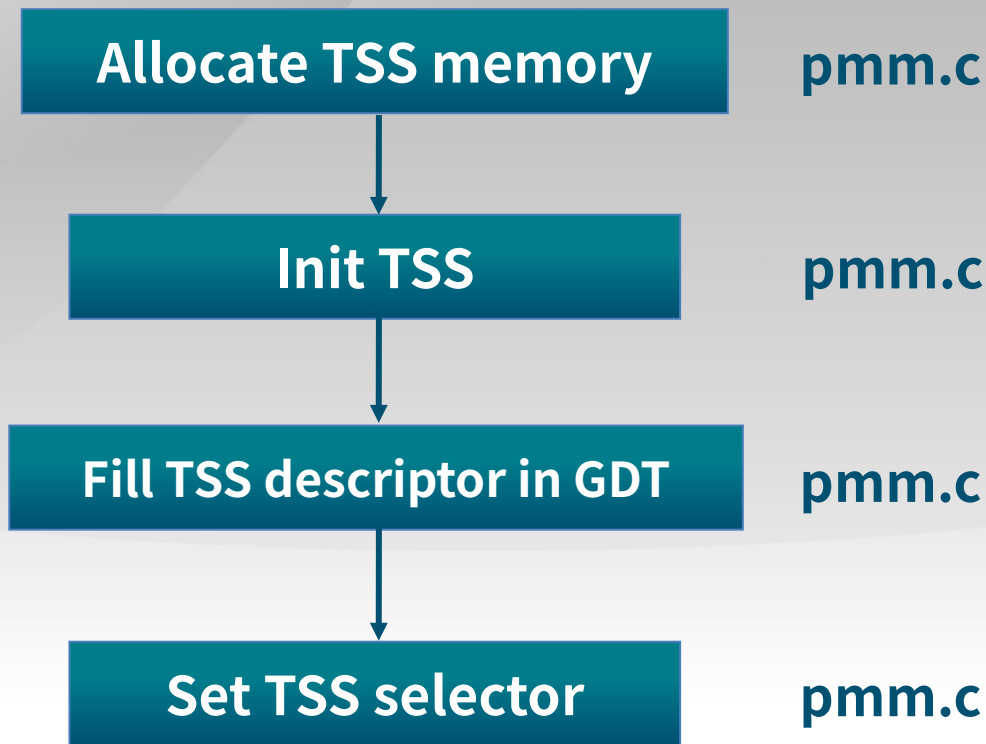 Allocate TSS memory pmm.c
Init TSS pmm.c
Fill TSS descriptor in GDT pmm.c
Set TSS selector pmm.c